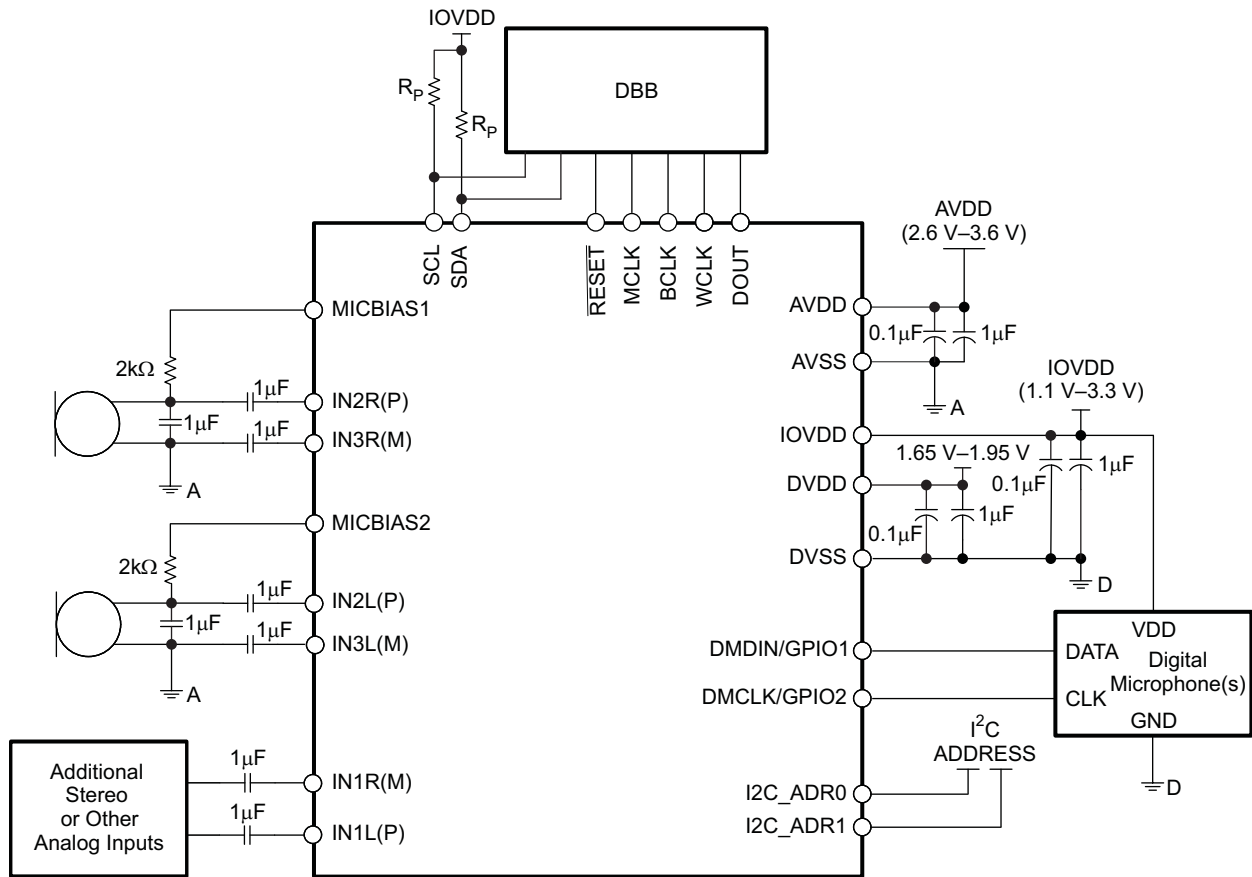 IOVDD
R_P
R_P
DBB
SCL
SDA
RESET
MCLK
BCLK
WCLK
DOUT
AVDD
(2.6 V–3.6 V)
MICBIAS1
2kΩ
1μF
IN2R(P)
1μF
1μF
IN3R(M)
A
MICBIAS2
2kΩ
1μF
IN2L(P)
1μF
1μF
IN3L(M)
A
Additional
Stereo
or Other
Analog Inputs
1μF
IN1R(M)
1μF
IN1L(P)
AVDD
0.1μF
1μF
AVSS
A
IOVDD
(1.1 V–3.3 V)
IOVDD
1.65 V–1.95 V
0.1μF
1μF
DVDD
0.1μF
1μF
DVSS
D
DMDIN/GPIO1
DMCLK/GPIO2
VDD
DATA
Digital
Microphone(s)
CLK
GND
D
I²C
ADDRESS
I2C_ADR0
I2C_ADR1